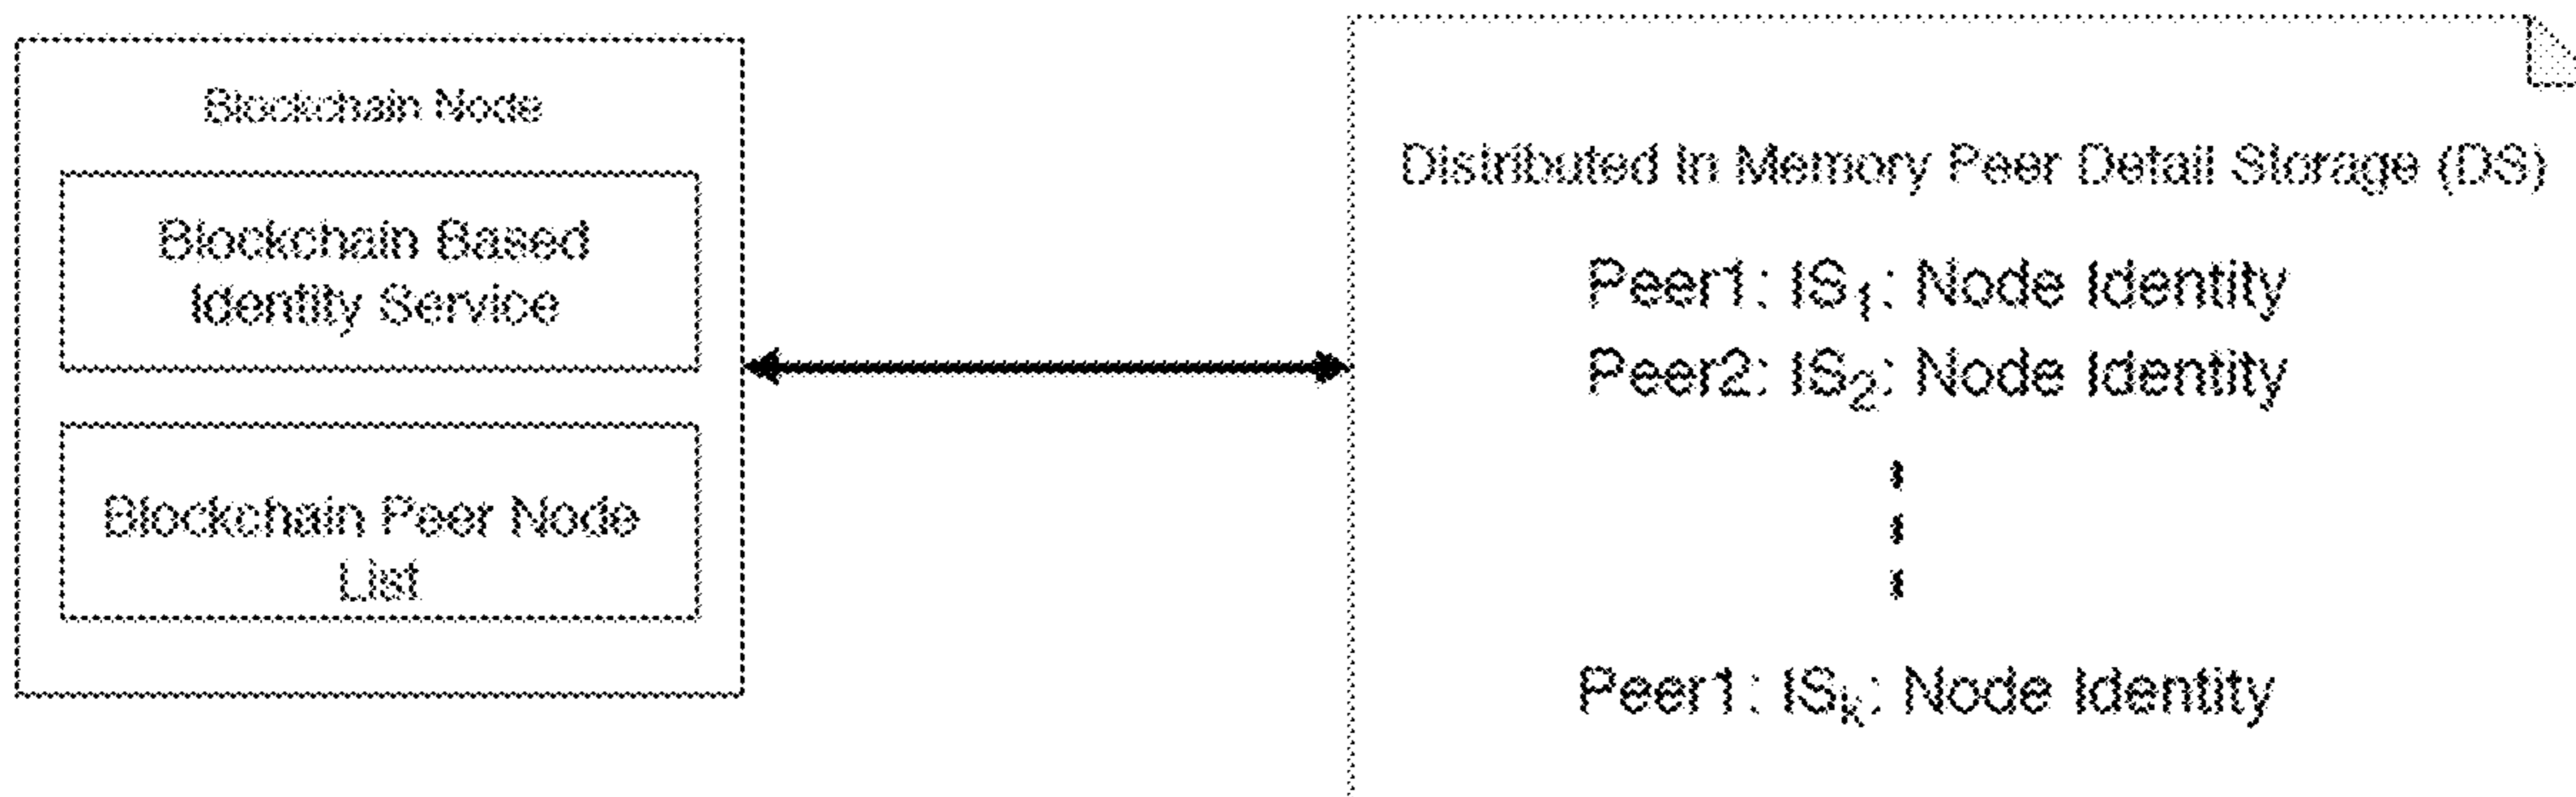 Blockchain Node
Blockchain Based
Identity Service
Blockchain Peer Node
List
Distributed In Memory Peer Detail Storage (DS)
Peer1: IS₁: Node Identity
Peer2: IS₂: Node Identity
Peer1: ISₖ: Node Identity